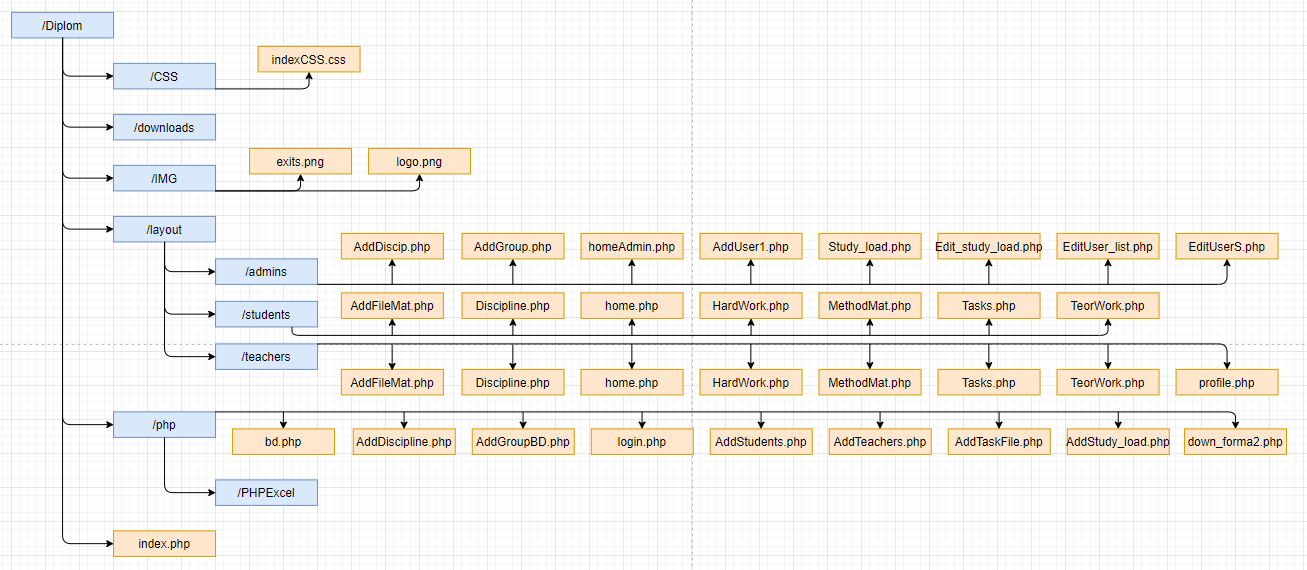 /Diplom
indexCSS.css
/CSS
/downloads
exits.png
logo.png
/IMG
/layout
AddDiscip.php
AddGroup.php
homeAdmin.php
AddUser1.php
Study_load.php
Edit_study_load.php
EditUser_list.php
EditUserS.php
/admins
AddFileMat.php
Discipline.php
home.php
HardWork.php
MethodMat.php
Tasks.php
TeorWork.php
/students
/teachers
AddFileMat.php
Discipline.php
home.php
HardWork.php
MethodMat.php
Tasks.php
TeorWork.php
profile.php
/php
bd.php
AddDiscipline.php
AddGroupBD.php
login.php
AddStudents.php
AddTeachers.php
AddTaskFile.php
AddStudy_load.php
down_forma2.php
/PHPExcel
index.php